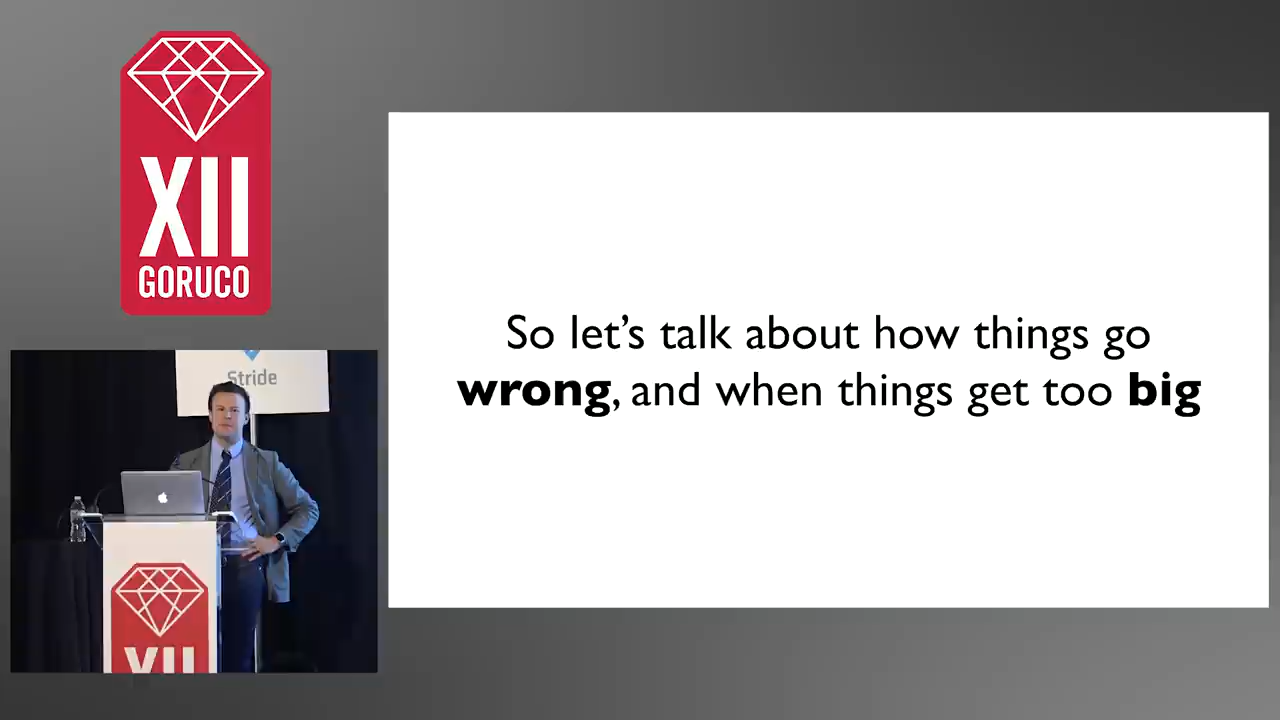 XII
GORUCO
Stride
So let's talk about how things go
wrong, and when things get too big
XII